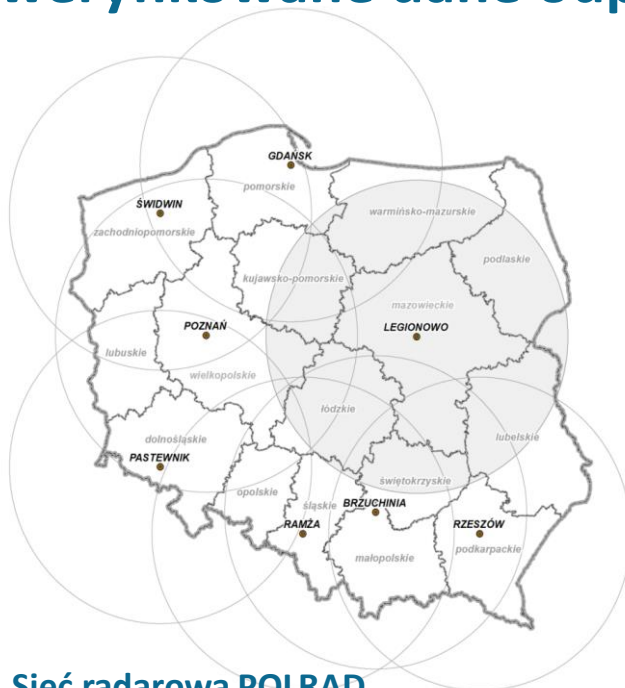 GDAŃSK
pomorskie
ŚWIDWIN
zachodniopomorskie
warmińsko-mazurskie
podlaskie
kujawsko-pomorskie
mazowieckie
POZNAŃ
LEGIONOWO
lubuskie
wielkopolskie
łódzkie
lubelskie
dolnośląskie
PASTEWNIK
opolskie
śląskie
świętokrzyskie
BRZUCHINIA
RAMŻA
RZESZÓW
podkarpackie
małopolskie
Sieć radarowa POLRAD